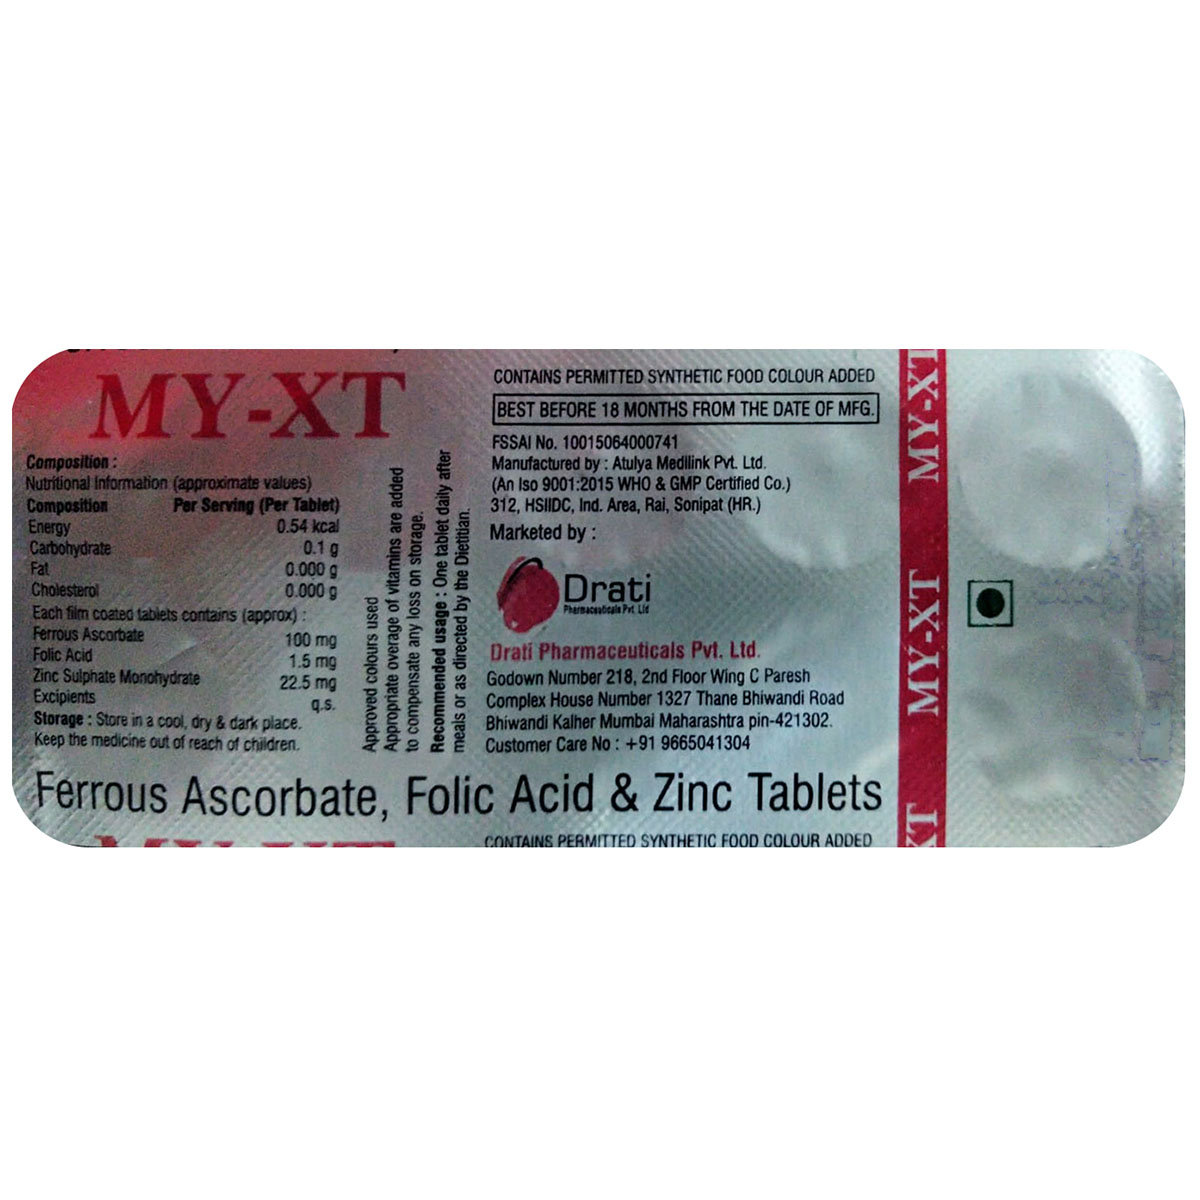 MY-XT
Composition :
Nutritional Information (approximate values)
Composition Per Serving (Per Tablet)
Energy 0.54 kcal
Carbohydrate 0.1 g
Fat 0.000 g
Cholesterol 0.000 g
Each film coated tablets contains (approx) :
Ferrous Ascorbate 100 mg
Folic Acid 1.5 mg
Zinc Sulphate Monohydrate 22.5 mg
Excipients q.s.
Storage : Store in a cool, dry & dark place.
Keep the medicine out of reach of children.
Approved colours used
Appropriate overage of vitamins are added
to compensate any loss on storage.
Recommended usage : One tablet daily after
meals or as directed by the Dietitian.
CONTAINS PERMITTED SYNTHETIC FOOD COLOUR ADDED
BEST BEFORE 18 MONTHS FROM THE DATE OF MFG.
FSSAI No. 10015064000741
Manufactured by : Atulya Medilink Pvt. Ltd.
(An Iso 9001:2015 WHO & GMP Certified Co.)
312, HSIIDC, Ind. Area, Rai, Sonipat (HR.)
Marketed by :
Drati
Pharmaceuticals Pvt. Ltd
Drati Pharmaceuticals Pvt. Ltd.
Godown Number 218, 2nd Floor Wing C Paresh
Complex House Number 1327 Thane Bhiwandi Road
Bhiwandi Kalher Mumbai Maharashtra pin-421302.
Customer Care No : +91 9665041304
Ferrous Ascorbate, Folic Acid & Zinc Tablets
MY-XT
CONTAINS PERMITTED SYNTHETIC FOOD COLOUR ADDED
MY-XT
MY-XT
XT